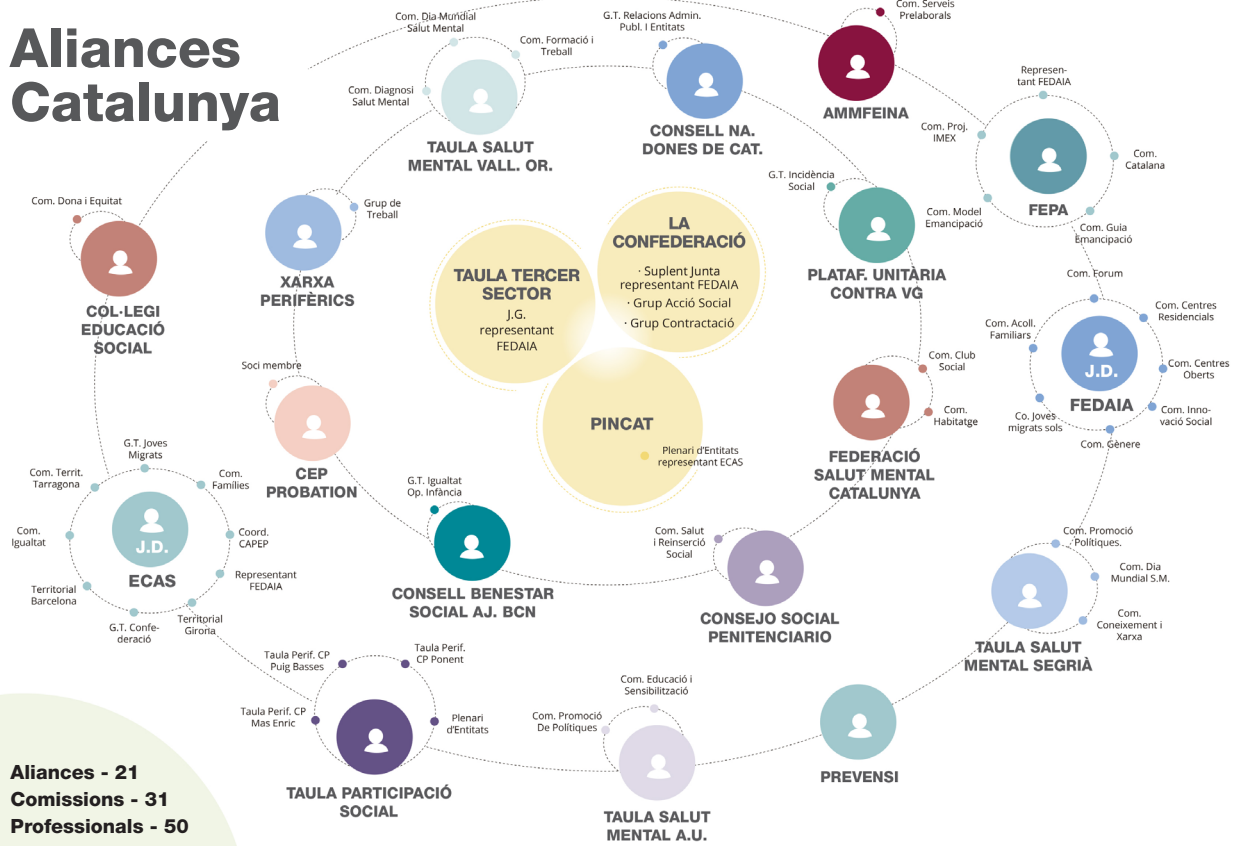 Aliances
Catalunya
Com. Dia Mundial
Salut Mental
Com. Formació i
Treball
Com. Diagnosi
Salut Mental
TAULA SALUT
MENTAL VALL. OR.
G.T. Relacions Admin.
Publ. I Entitats
CONSELL NA.
DONES DE CAT.
Com. Serveis
Prelaborals
AMMFEINA
Represen-
tant FEDAIA
Com. Proj.
IMEX
Com.
Catalana
Com. Model
Emancipació
Com. Guia
Emancipació
FEPA
Com. Dona i Equitat
COL·LEGI
EDUCACIÓ
SOCIAL
Grup de
Treball
XARXA
PERIFÈRICS
TAULA TERCER
SECTOR
J.G.
representant
FEDAIA
LA
CONFEDERACIÓ
· Suplent Junta
representant FEDAIA
· Grup Acció Social
· Grup Contractació
G.T. Incidència
Social
PLATAF. UNITÀRIA
CONTRA VG
Com. Forum
Com. Centres
Residencials
Com. Acoll.
Familiars
Com. Centres
Oberts
Co. Joves
migrats sols
Com. Inno-
vació Social
Com. Gènere
J.D.
FEDAIA
Soci membre
CEP
PROBATION
PINCAT
Plenari d'Entitats
representant ECAS
Com. Club
Social
Com.
Habitatge
FEDERACIÓ
SALUT MENTAL
CATALUNYA
G.T. Joves
Migrats
Com. Territ.
Tarragona
Com.
Famílies
Com.
Igualtat
Coord.
CAPEP
Territorial
Barcelona
Representant
FEDAIA
G.T. Confe-
deració
Territorial
Girona
J.D.
ECAS
G.T. Igualtat
Op. Infància
CONSELL BENESTAR
SOCIAL AJ. BCN
Com. Salut
i Reinserció
Social
CONSEJO SOCIAL
PENITENCIARIO
Com. Promoció
Polítiques.
Com. Dia
Mundial S.M.
Com.
Coneixement i
Xarxa
TAULA SALUT
MENTAL SEGRIÀ
Taula Perif. CP
Puig Basses
Taula Perif.
CP Ponent
Taula Perif. CP
Mas Enric
Plenari
d'Entitats
TAULA PARTICIPACIÓ
SOCIAL
Com. Educació i
Sensibilització
Com. Promoció
De Polítiques
TAULA SALUT
MENTAL A.U.
PREVENSI
Aliances - 21
Comissions - 31
Professionals - 50